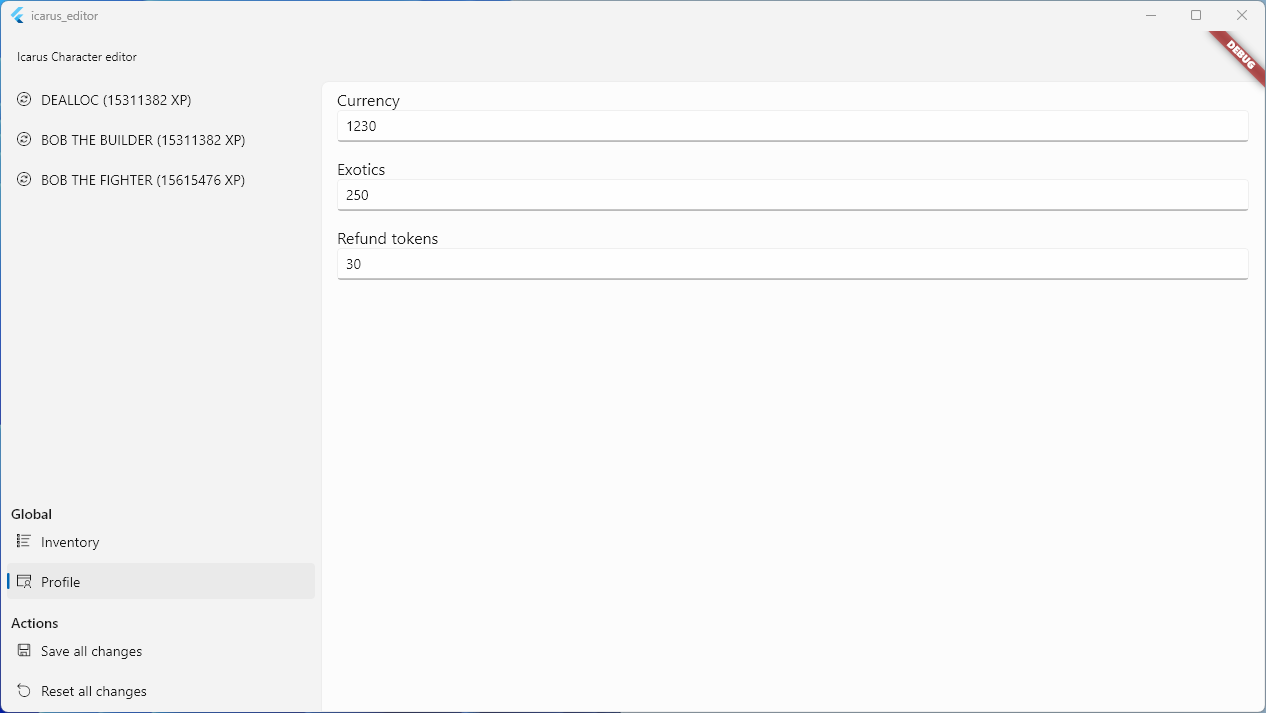 icarus_editor
DEBUG
Icarus Character editor
DEALLOC (15311382 XP)
BOB THE BUILDER (15311382 XP)
BOB THE FIGHTER (15615476 XP)
Global
Inventory
Profile
Actions
Save all changes
Reset all changes
Currency
1230
Exotics
250
Refund tokens
30